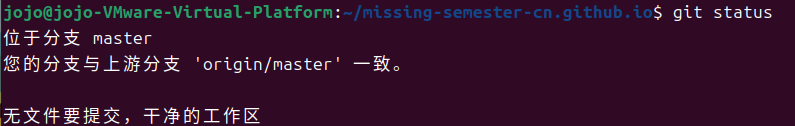 jojo@jojo-VMware-Virtual-Platform:~/missing-semester-cn.github.io$ git status
位于分支 master
您的分支与上游分支 'origin/master' 一致。
无文件要提交，干净的工作区